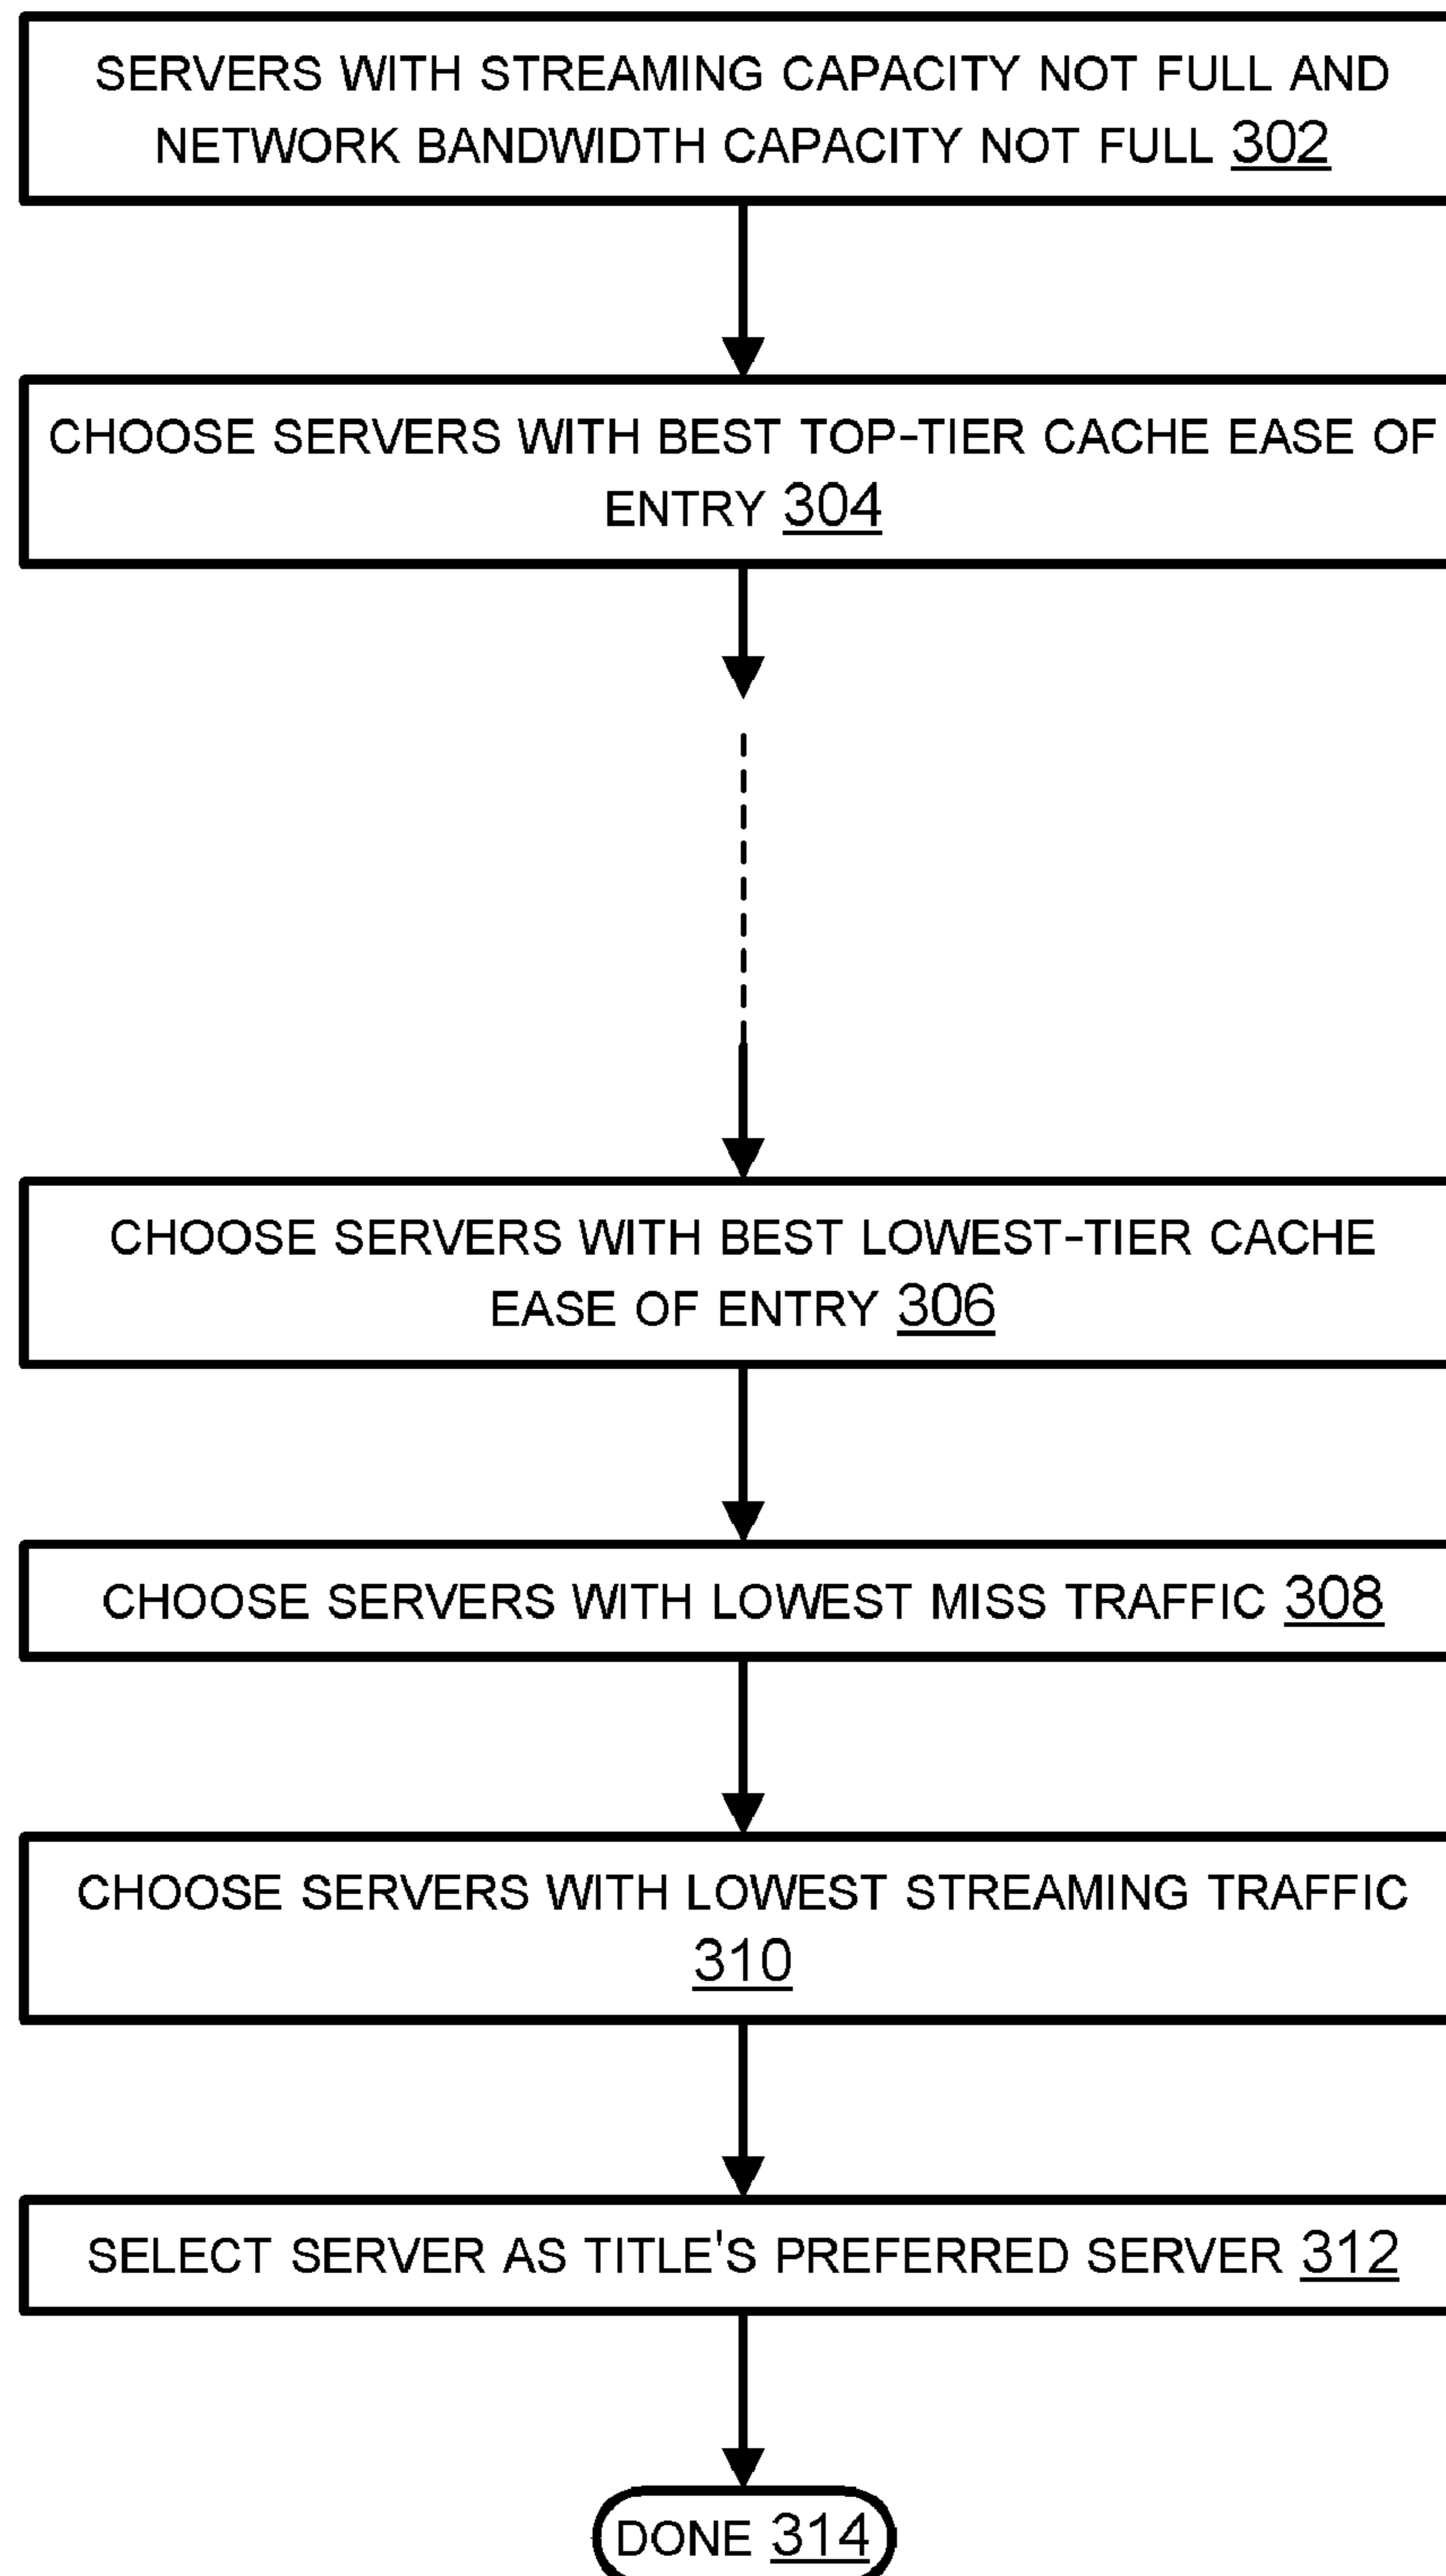 SERVERS WITH STREAMING CAPACITY NOT FULL AND
NETWORK BANDWIDTH CAPACITY NOT FULL 302
CHOOSE SERVERS WITH BEST TOP-TIER CACHE EASE OF
ENTRY 304
CHOOSE SERVERS WITH BEST LOWEST-TIER CACHE
EASE OF ENTRY 306
CHOOSE SERVERS WITH LOWEST MISS TRAFFIC 308
CHOOSE SERVERS WITH LOWEST STREAMING TRAFFIC
310
SELECT SERVER AS TITLE'S PREFERRED SERVER 312
DONE 314